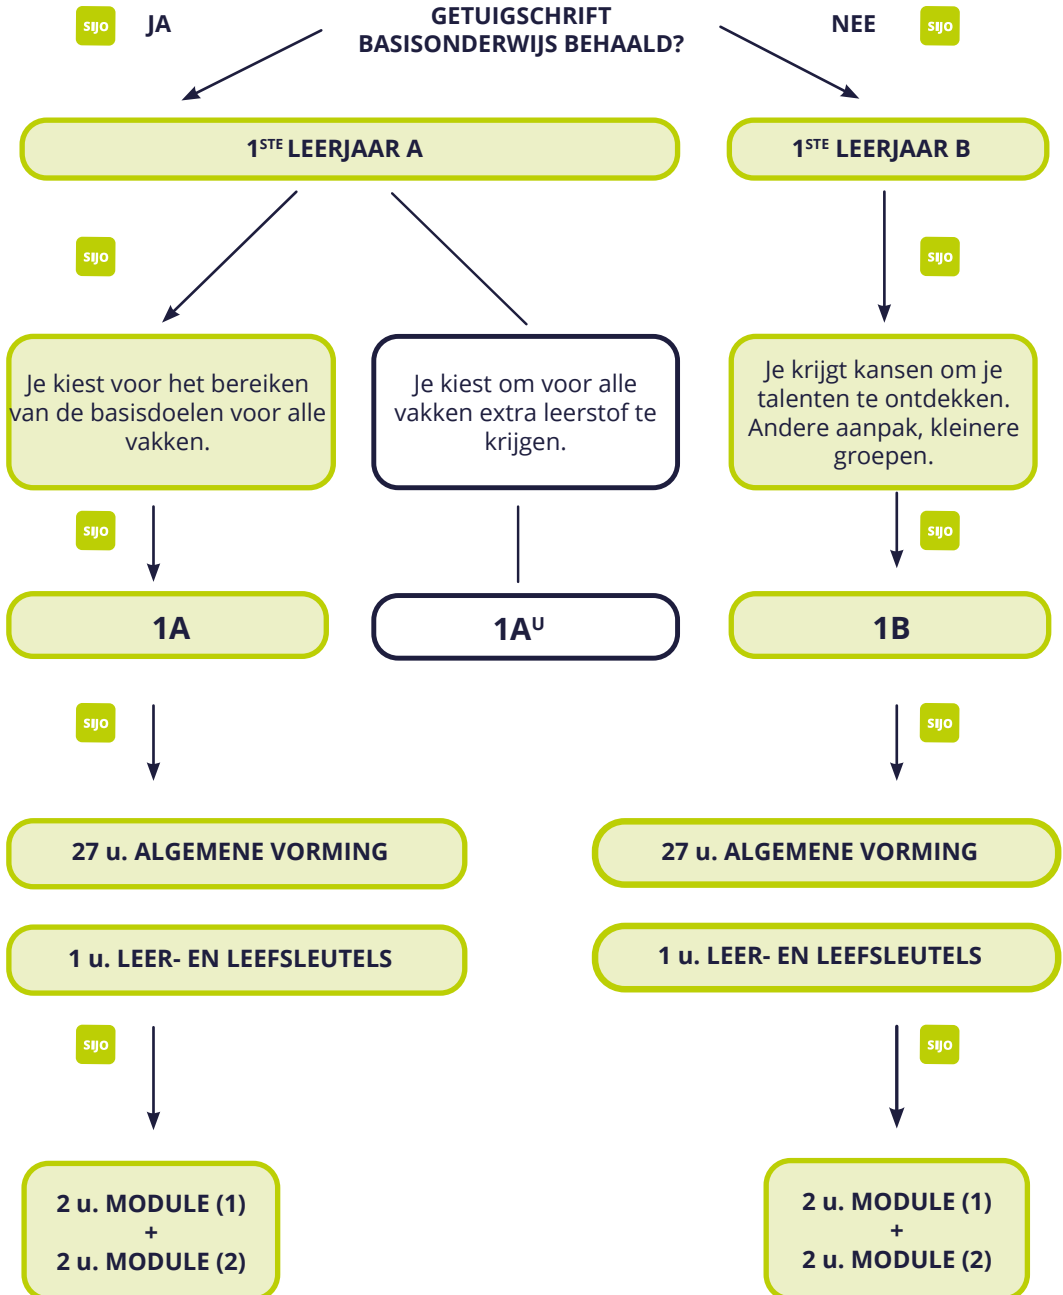 SIJO
JA
GETUIGSCHRIFT
BASISONDERWIJS BEHAALD?
NEE
SIJO
1STE LEERJAAR A
1STE LEERJAAR B
SIJO
SIJO
Je kiest voor het bereiken
van de basisdoelen voor alle
vakken.
Je kiest om voor alle
vakken extra leerstof te
krijgen.
Je krijgt kansen om je
talenten te ontdekken.
Andere aanpak, kleinere
groepen.
SIJO
SIJO
1A
1AU
1B
SIJO
SIJO
27 u. ALGEMENE VORMING
27 u. ALGEMENE VORMING
1 u. LEER- EN LEEFSLEUTELS
1 u. LEER- EN LEEFSLEUTELS
SIJO
SIJO
2 u. MODULE (1)
+
2 u. MODULE (2)
2 u. MODULE (1)
+
2 u. MODULE (2)